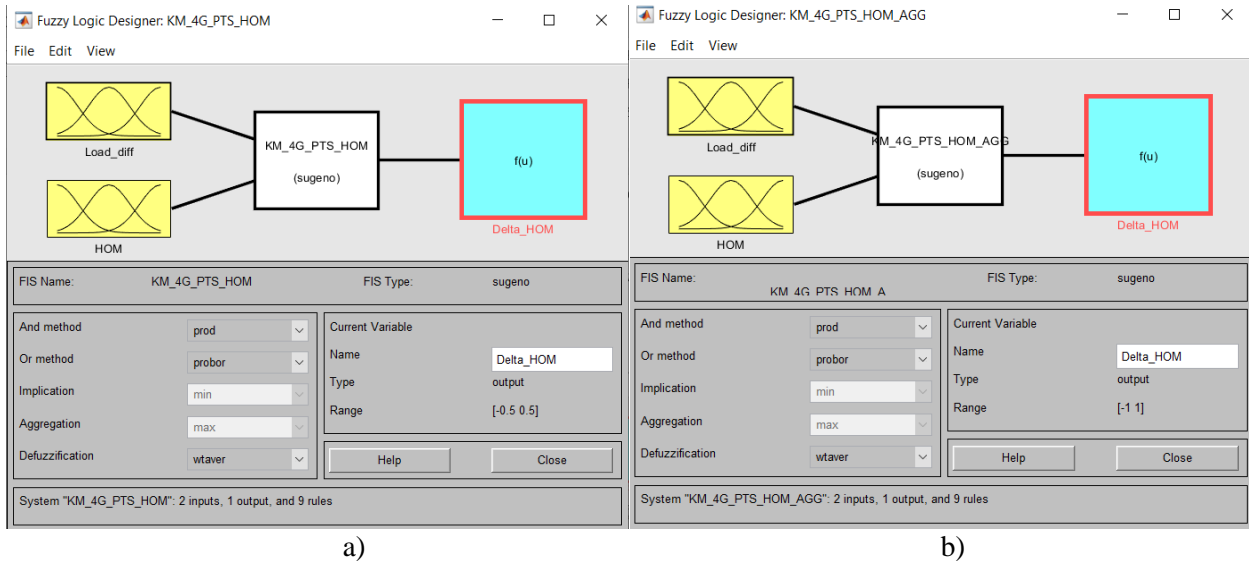 Fuzzy Logic Designer: KM_4G_PTS_HOM
File Edit View
Load_diff
HOM
KM_4G_PTS_HOM
(sugeno)
f(u)
Delta_HOM
FIS Name: KM_4G_PTS_HOM FIS Type: sugeno
And method prod
Or method probor
Implication min
Aggregation max
Defuzzification wtaver
Current Variable
Name Delta_HOM
Type output
Range [-0.5 0.5]
Help Close
System "KM_4G_PTS_HOM": 2 inputs, 1 output, and 9 rules
a)
Fuzzy Logic Designer: KM_4G_PTS_HOM_AGG
File Edit View
Load_diff
HOM
KM_4G_PTS_HOM_AGG
(sugeno)
f(u)
Delta_HOM
FIS Name: KM_4G_PTS_HOM_A FIS Type: sugeno
And method prod
Or method probor
Implication min
Aggregation max
Defuzzification wtaver
Current Variable
Name Delta_HOM
Type output
Range [-1 1]
Help Close
System "KM_4G_PTS_HOM_AGG": 2 inputs, 1 output, and 9 rules
b)